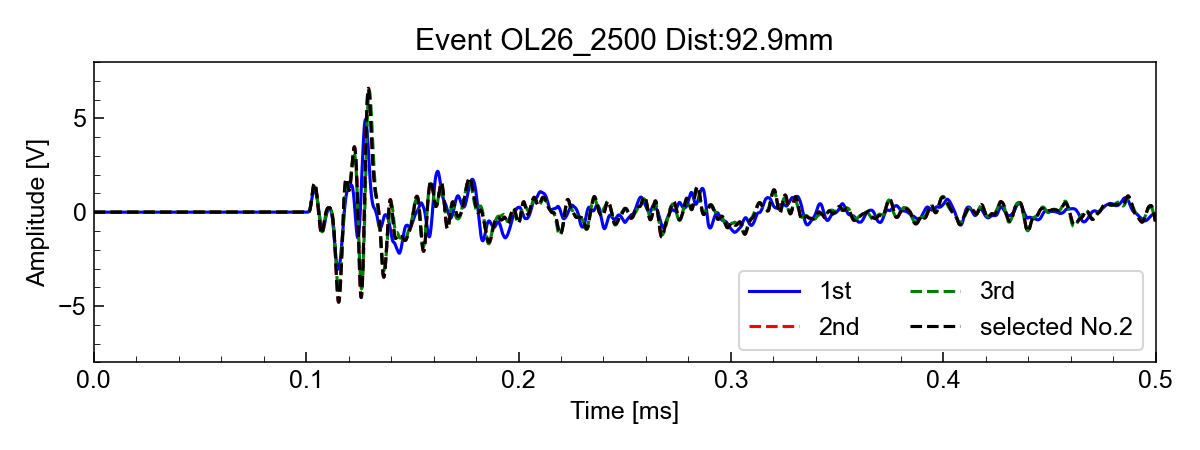 Event OL26_2500 Dist:92.9mm
Amplitude [V]
5
0
−5
1st
2nd
3rd
selected No.2
0.0 0.1 0.2 0.3 0.4 0.5
Time [ms]